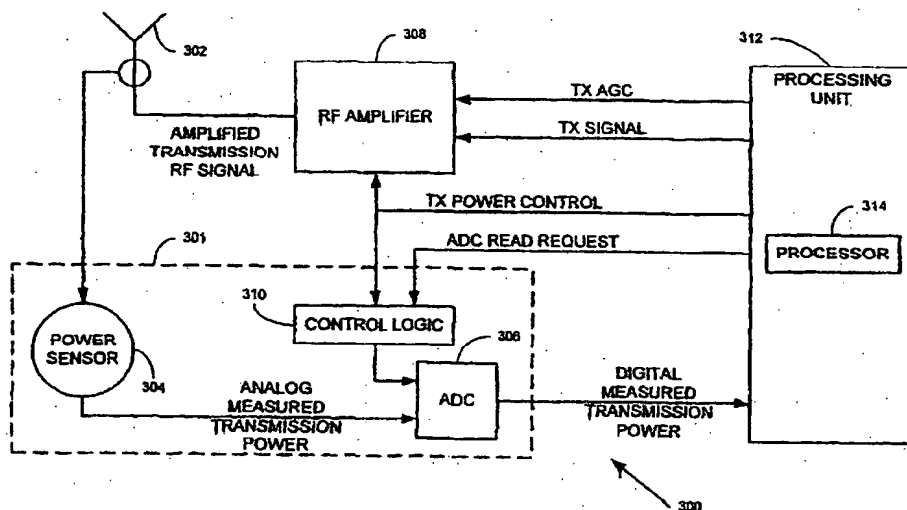 302
308
312
PROCESSING
UNIT
TX AGC
RF AMPLIFIER
TX SIGNAL
AMPLIFIED
TRANSMISSION
RF SIGNAL
TX POWER CONTROL
314
PROCESSOR
301
ADC READ REQUEST
310
CONTROL LOGIC
306
POWER
SENSOR
304
ADC
ANALOG
MEASURED
TRANSMISSION
POWER
DIGITAL
MEASURED
TRANSMISSION
POWER
300